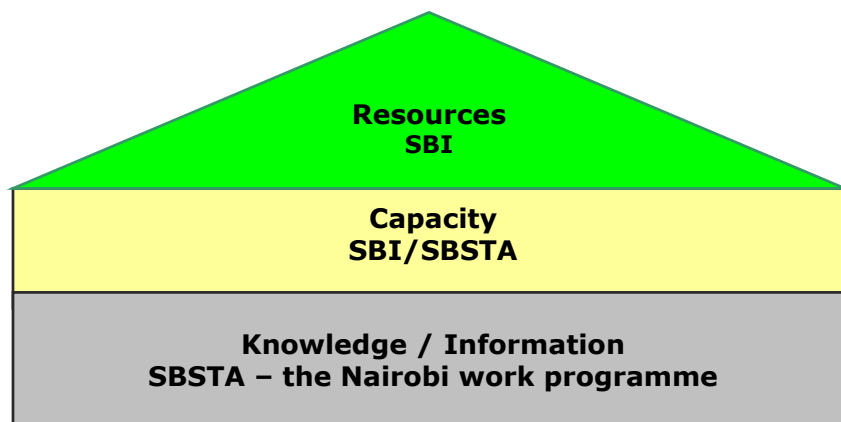 Resources
SBI
Capacity
SBI/SBSTA
Knowledge / Information
SBSTA – the Nairobi work programme